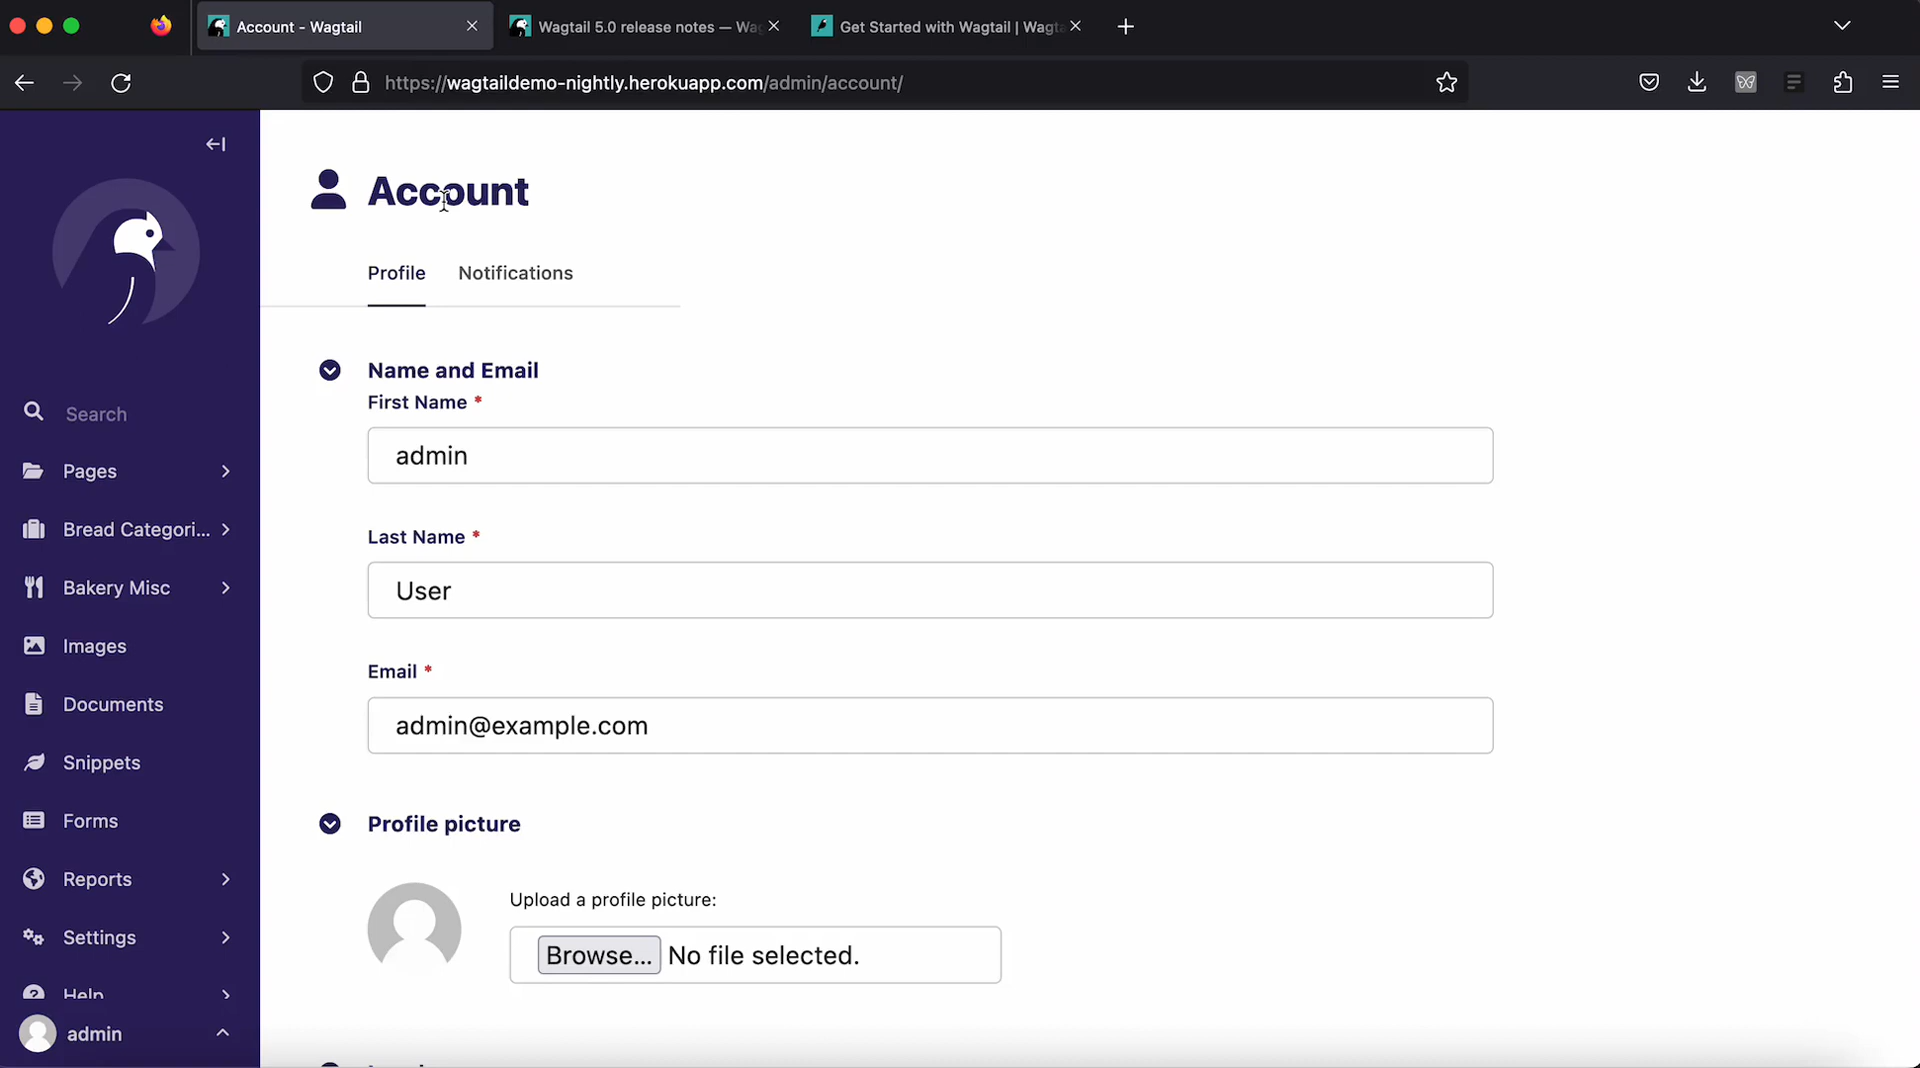 Account - Wagtail
Wagtail 5.0 release notes — Wa
Get Started with Wagtail | Wagt
https://wagtaildemo-nightly.herokuapp.com/admin/account/
Account
Profile
Notifications
Name and Email
First Name *
admin
Last Name *
User
Email *
admin@example.com
Profile picture
Upload a profile picture:
Browse... No file selected.
Search
Pages
Bread Categori...
Bakery Misc
Images
Documents
Snippets
Forms
Reports
Settings
Help
admin